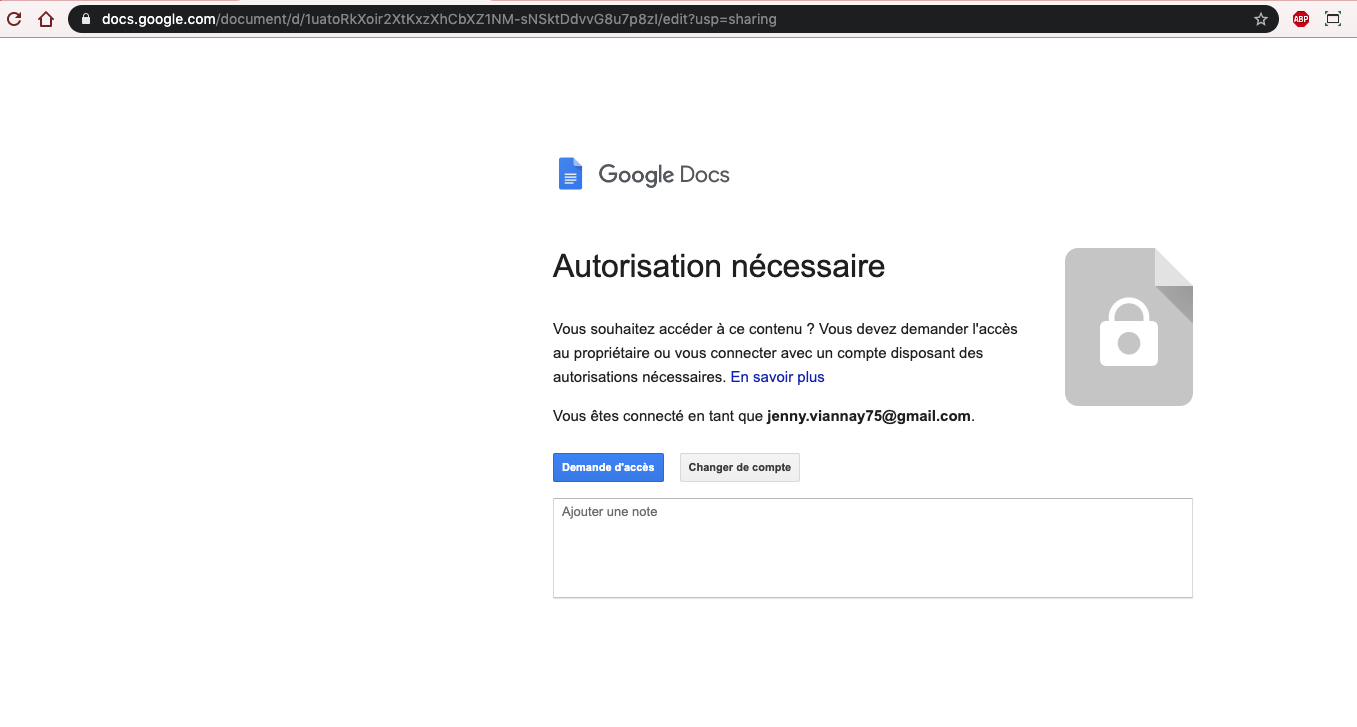 docs.google.com/document/d/1uatoRkXoir2XtKxzXhCbXZ1NM-sNSktDdvvG8u7p8zI/edit?usp=sharing
ABP
Google Docs
Autorisation nécessaire
Vous souhaitez accéder à ce contenu ? Vous devez demander l'accès
au propriétaire ou vous connecter avec un compte disposant des
autorisations nécessaires. En savoir plus
Vous êtes connecté en tant que jenny.viannay75@gmail.com.
Demande d'accès
Changer de compte
Ajouter une note